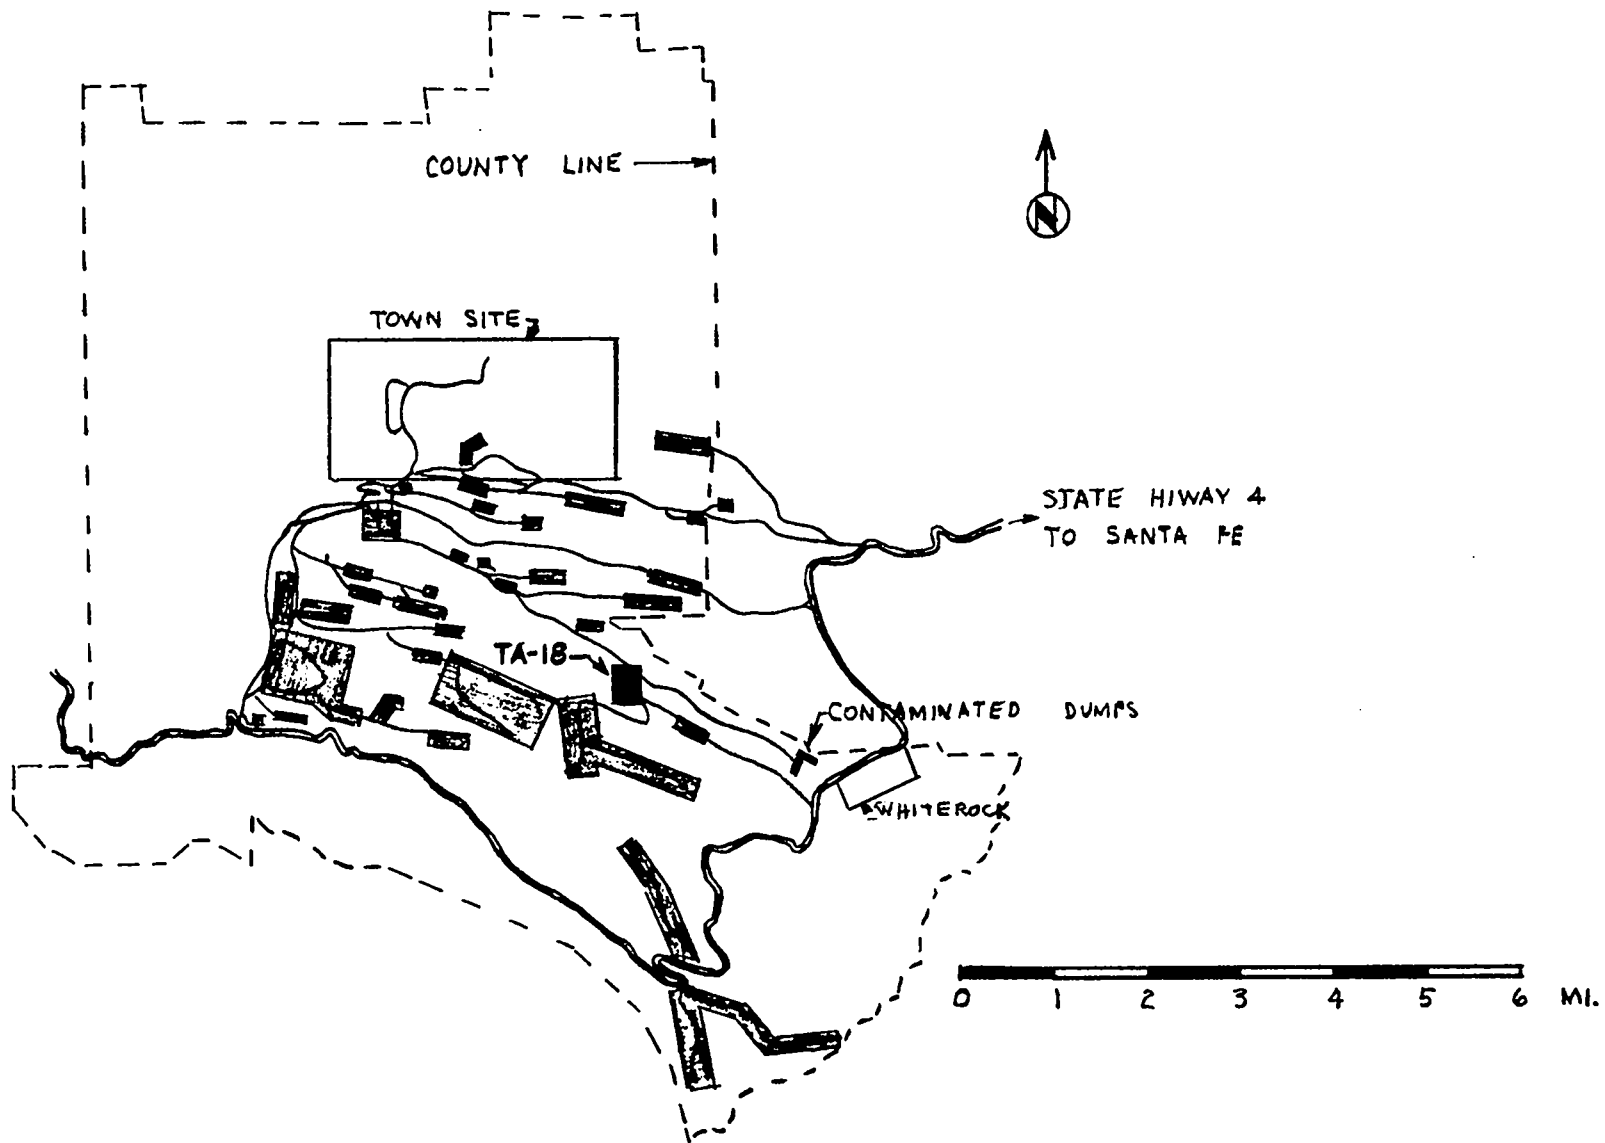 COUNTY LINE
N
TOWN SITE
STATE HIWAY 4
TO SANTA FE
TA-18
CONTAMINATED DUMPS
WHITEROCK
0 1 2 3 4 5 6 MI.